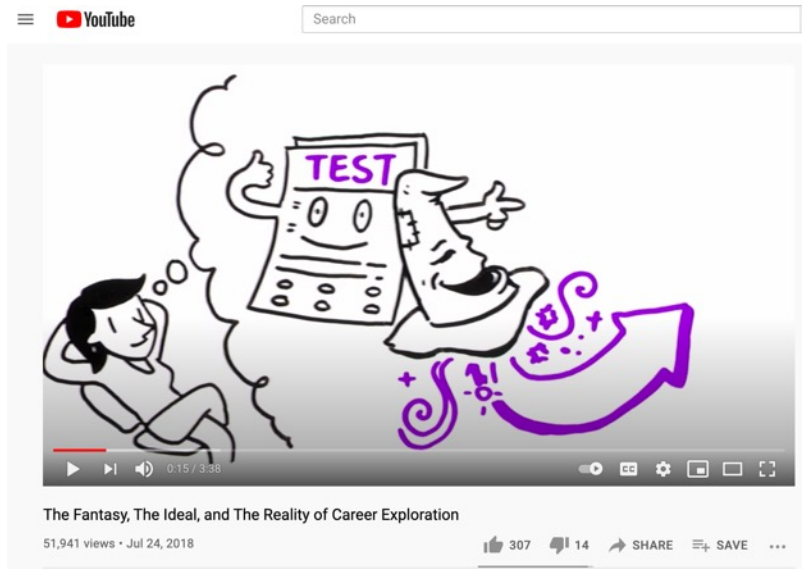 YouTube
Search
TEST
0:15 / 3:38
CC
The Fantasy, The Ideal, and The Reality of Career Exploration
51,941 views • Jul 24, 2018
307 14 SHARE SAVE